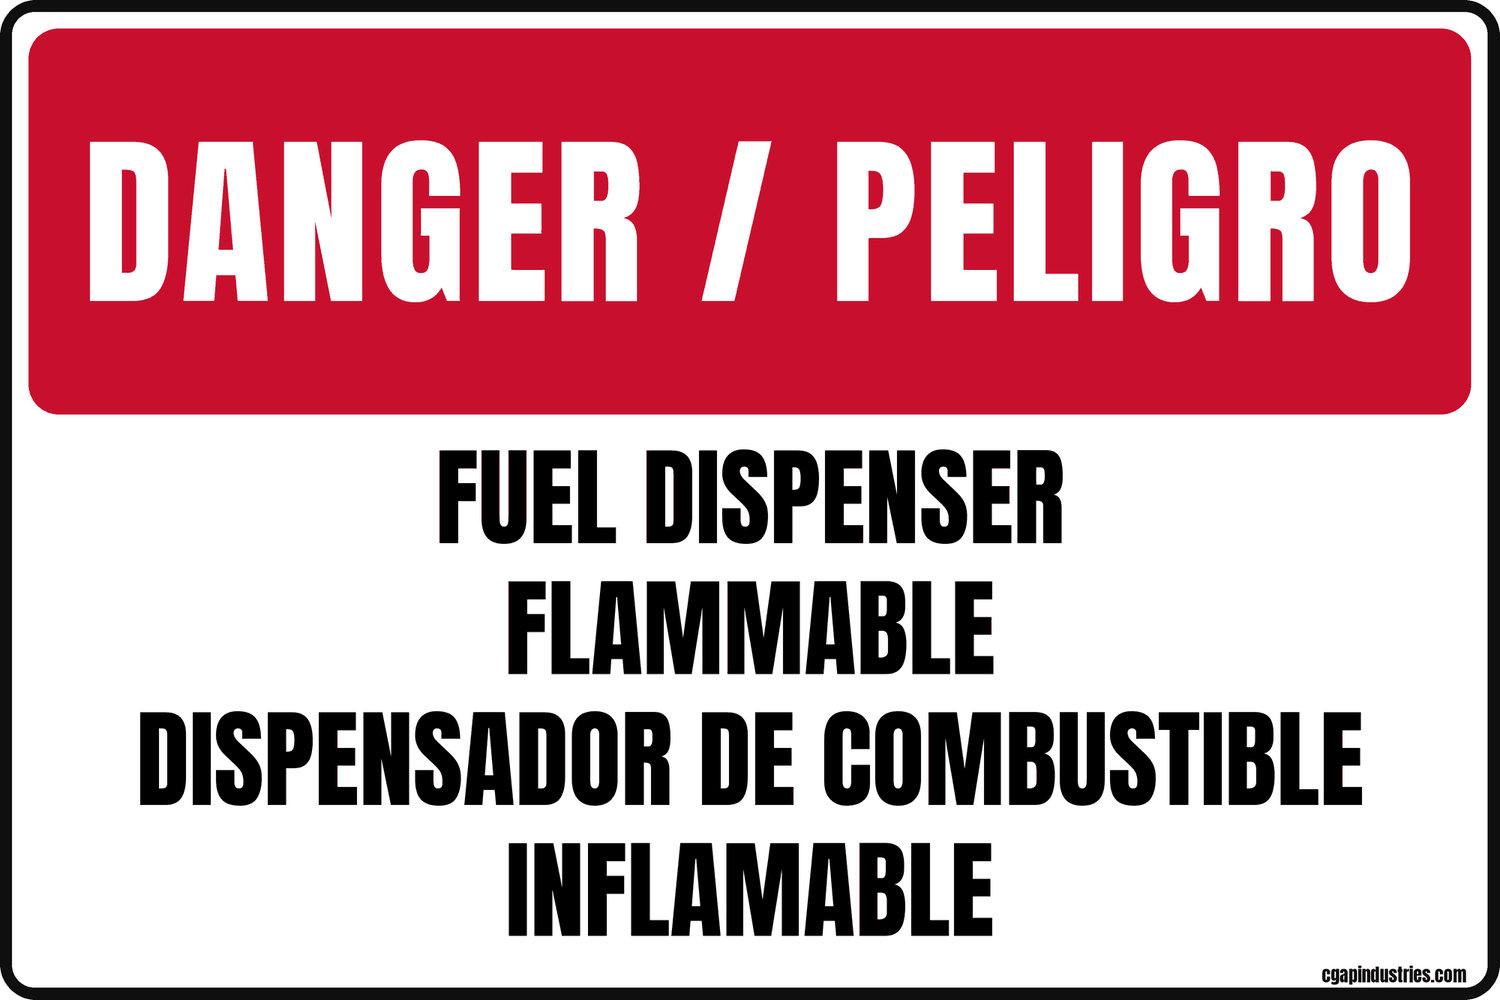 DANGER / PELIGRO
FUEL DISPENSER
FLAMMABLE
DISPENSADOR DE COMBUSTIBLE
INFLAMABLE
cgapindustries.com